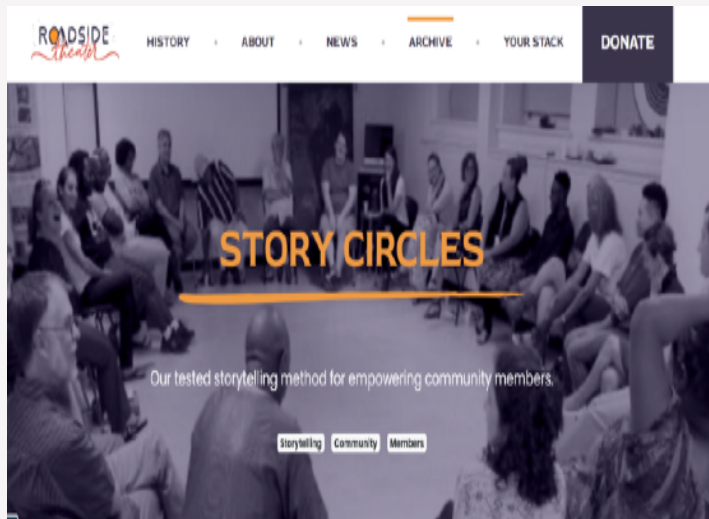 ROADSIDE
theater
HISTORY
ABOUT
NEWS
ARCHIVE
YOUR STACK
DONATE
STORY CIRCLES
Our tested storytelling method for empowering community members.
Storytelling Community Members